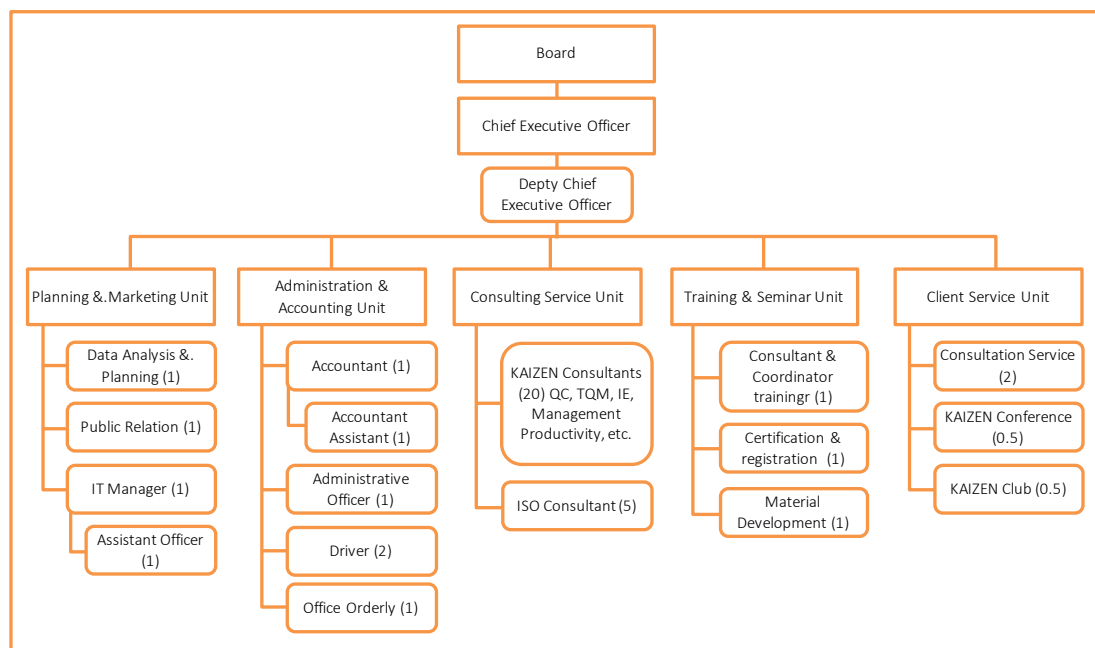 Board
Chief Executive Officer
Depty Chief
Executive Officer
Planning &.Marketing Unit
Data Analysis &.
Planning (1)
Public Relation (1)
IT Manager (1)
Assistant Officer
(1)
Administration &
Accounting Unit
Accountant (1)
Accountant
Assistant (1)
Administrative
Officer (1)
Driver (2)
Office Orderly (1)
Consulting Service Unit
KAIZEN Consultants
(20) QC, TQM, IE,
Management
Productivity, etc.
ISO Consultant (5)
Training & Seminar Unit
Consultant &
Coordinator
trainingr (1)
Certification &
registration (1)
Material
Development (1)
Client Service Unit
Consultation Service
(2)
KAIZEN Conference
(0.5)
KAIZEN Club (0.5)